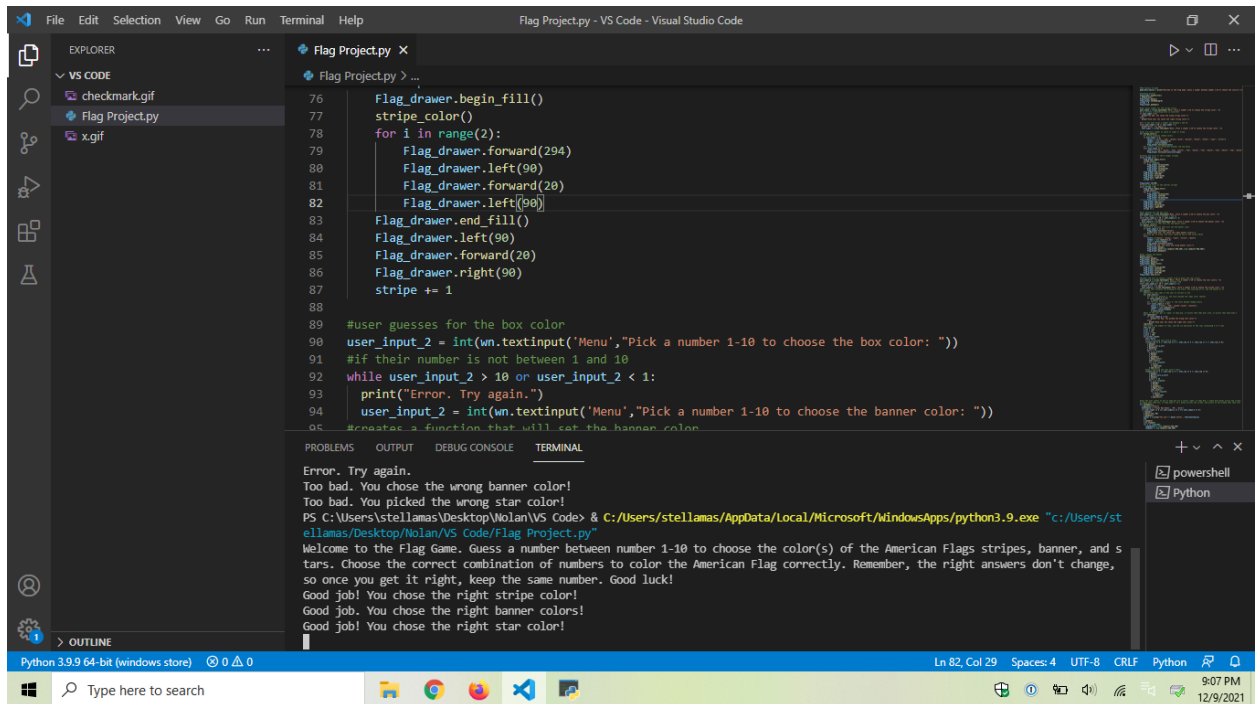 File Edit Selection View Go Run Terminal Help
Flag Project.py - VS Code - Visual Studio Code
EXPLORER
Flag Project.py
VS CODE
Flag Project.py > ...
checkmark.gif
Flag Project.py
x.gif
76 Flag_drawer.begin_fill()
77 stripe_color()
78 for i in range(2):
79 Flag_drawer.forward(294)
80 Flag_drawer.left(90)
81 Flag_drawer.forward(20)
82 Flag_drawer.left(90)
83 Flag_drawer.end_fill()
84 Flag_drawer.left(90)
85 Flag_drawer.forward(20)
86 Flag_drawer.right(90)
87 stripe += 1
88
89 #user guesses for the box color
90 user_input_2 = int(wn.textinput('Menu',"Pick a number 1-10 to choose the box color: "))
91 #if their number is not between 1 and 10
92 while user_input_2 > 10 or user_input_2 < 1:
93 print("Error. Try again.")
94 user_input_2 = int(wn.textinput('Menu',"Pick a number 1-10 to choose the banner color: "))
95 #creates a function that will set the banner color
PROBLEMS OUTPUT DEBUG CONSOLE TERMINAL
powershell
Python
Error. Try again.
Too bad. You chose the wrong banner color!
Too bad. You picked the wrong star color!
PS C:\Users\stellamas\Desktop\Nolan\VS Code> & C:/Users/stellamas/AppData/Local/Microsoft/WindowsApps/python3.9.exe "c:/Users/st
ellamas/Desktop/Nolan/VS Code/Flag Project.py"
Welcome to the Flag Game. Guess a number between number 1-10 to choose the color(s) of the American Flags stripes, banner, and s
tars. Choose the correct combination of numbers to color the American Flag correctly. Remember, the right answers don't change,
so once you get it right, keep the same number. Good luck!
Good job! You chose the right stripe color!
Good job. You chose the right banner colors!
Good job! You chose the right star color!
1
OUTLINE
Python 3.9.9 64-bit (windows store) 0 0
Ln 82, Col 29 Spaces: 4 UTF-8 CRLF Python
Type here to search
9:07 PM
12/9/2021